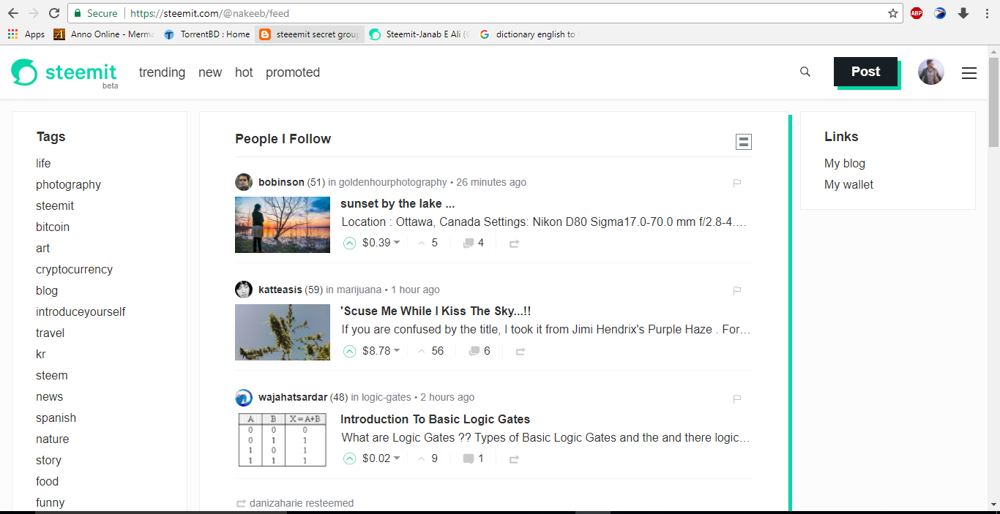 Secure https://steemit.com/@nakeeb/feed ABP
Apps Anno Online - Merma TorrentBD : Home steeemit secret group Steemit-Janab E Ali ( dictionary english to
steemit
beta
trending new hot promoted Post
Tags
life
photography
steemit
bitcoin
art
cryptocurrency
blog
introduceyourself
travel
kr
steem
news
spanish
nature
story
food
funny
People I Follow
bobinson (51) in goldenhourphotography • 26 minutes ago
sunset by the lake ...
Location : Ottawa, Canada Settings: Nikon D80 Sigma17.0-70.0 mm f/2.8-4.…
$0.39 5 4
katteasis (59) in marijuana • 1 hour ago
'Scuse Me While I Kiss The Sky...!!
If you are confused by the title, I took it from Jimi Hendrix's Purple Haze . For…
$8.78 56 6
wajahatsardar (48) in logic-gates • 2 hours ago
A B X=A+B
0 0 0
0 1 1
1 0 1
1 1 1
Introduction To Basic Logic Gates
What are Logic Gates ?? Types of Basic Logic Gates and the and there logic…
$0.02 9 1
danizaharie resteemed
Links
My blog
My wallet